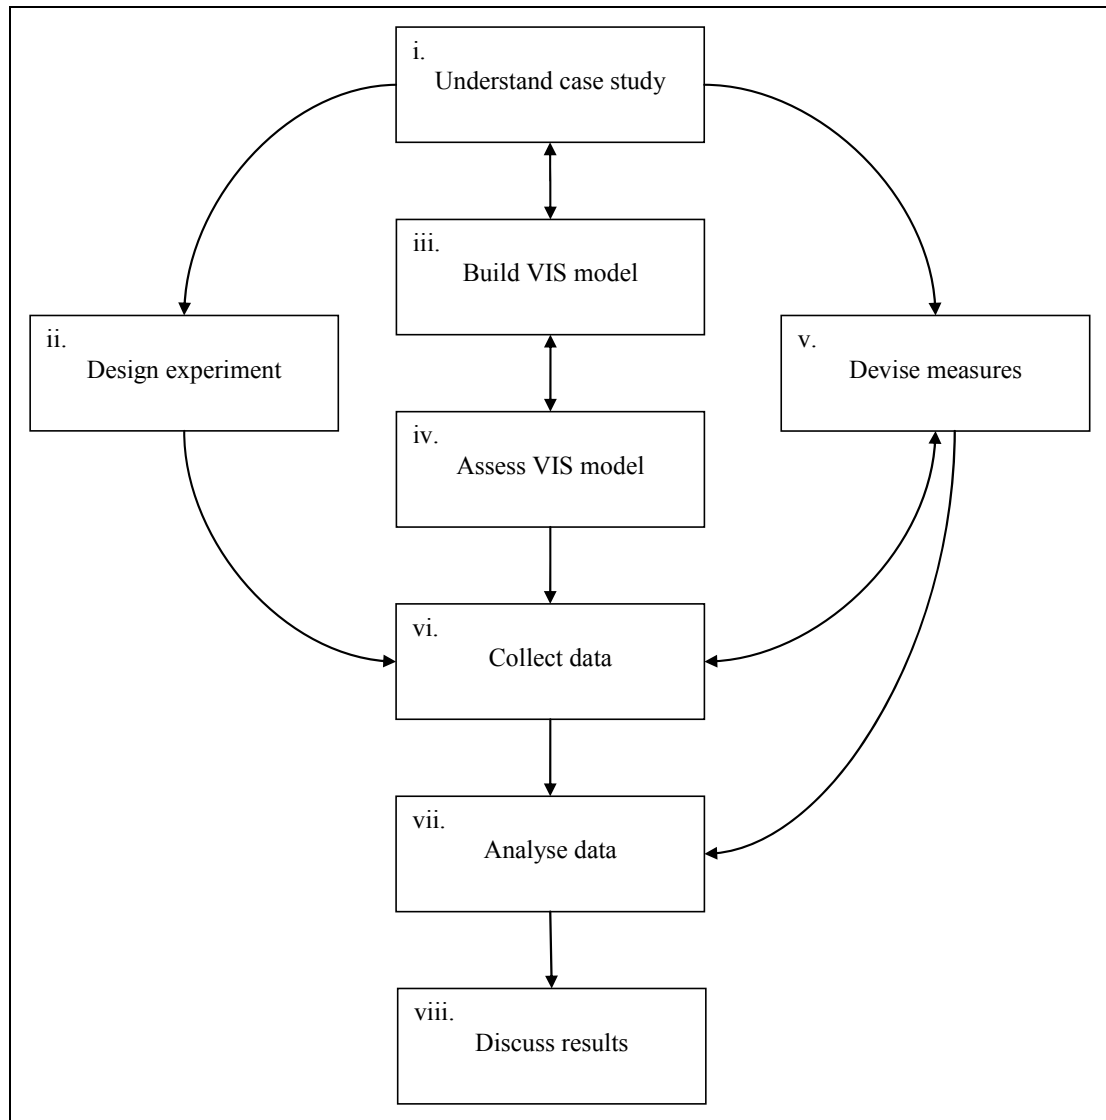 i.
Understand case study
iii.
Build VIS model
ii.
Design experiment
v.
Devise measures
iv.
Assess VIS model
vi.
Collect data
vii.
Analyse data
viii.
Discuss results